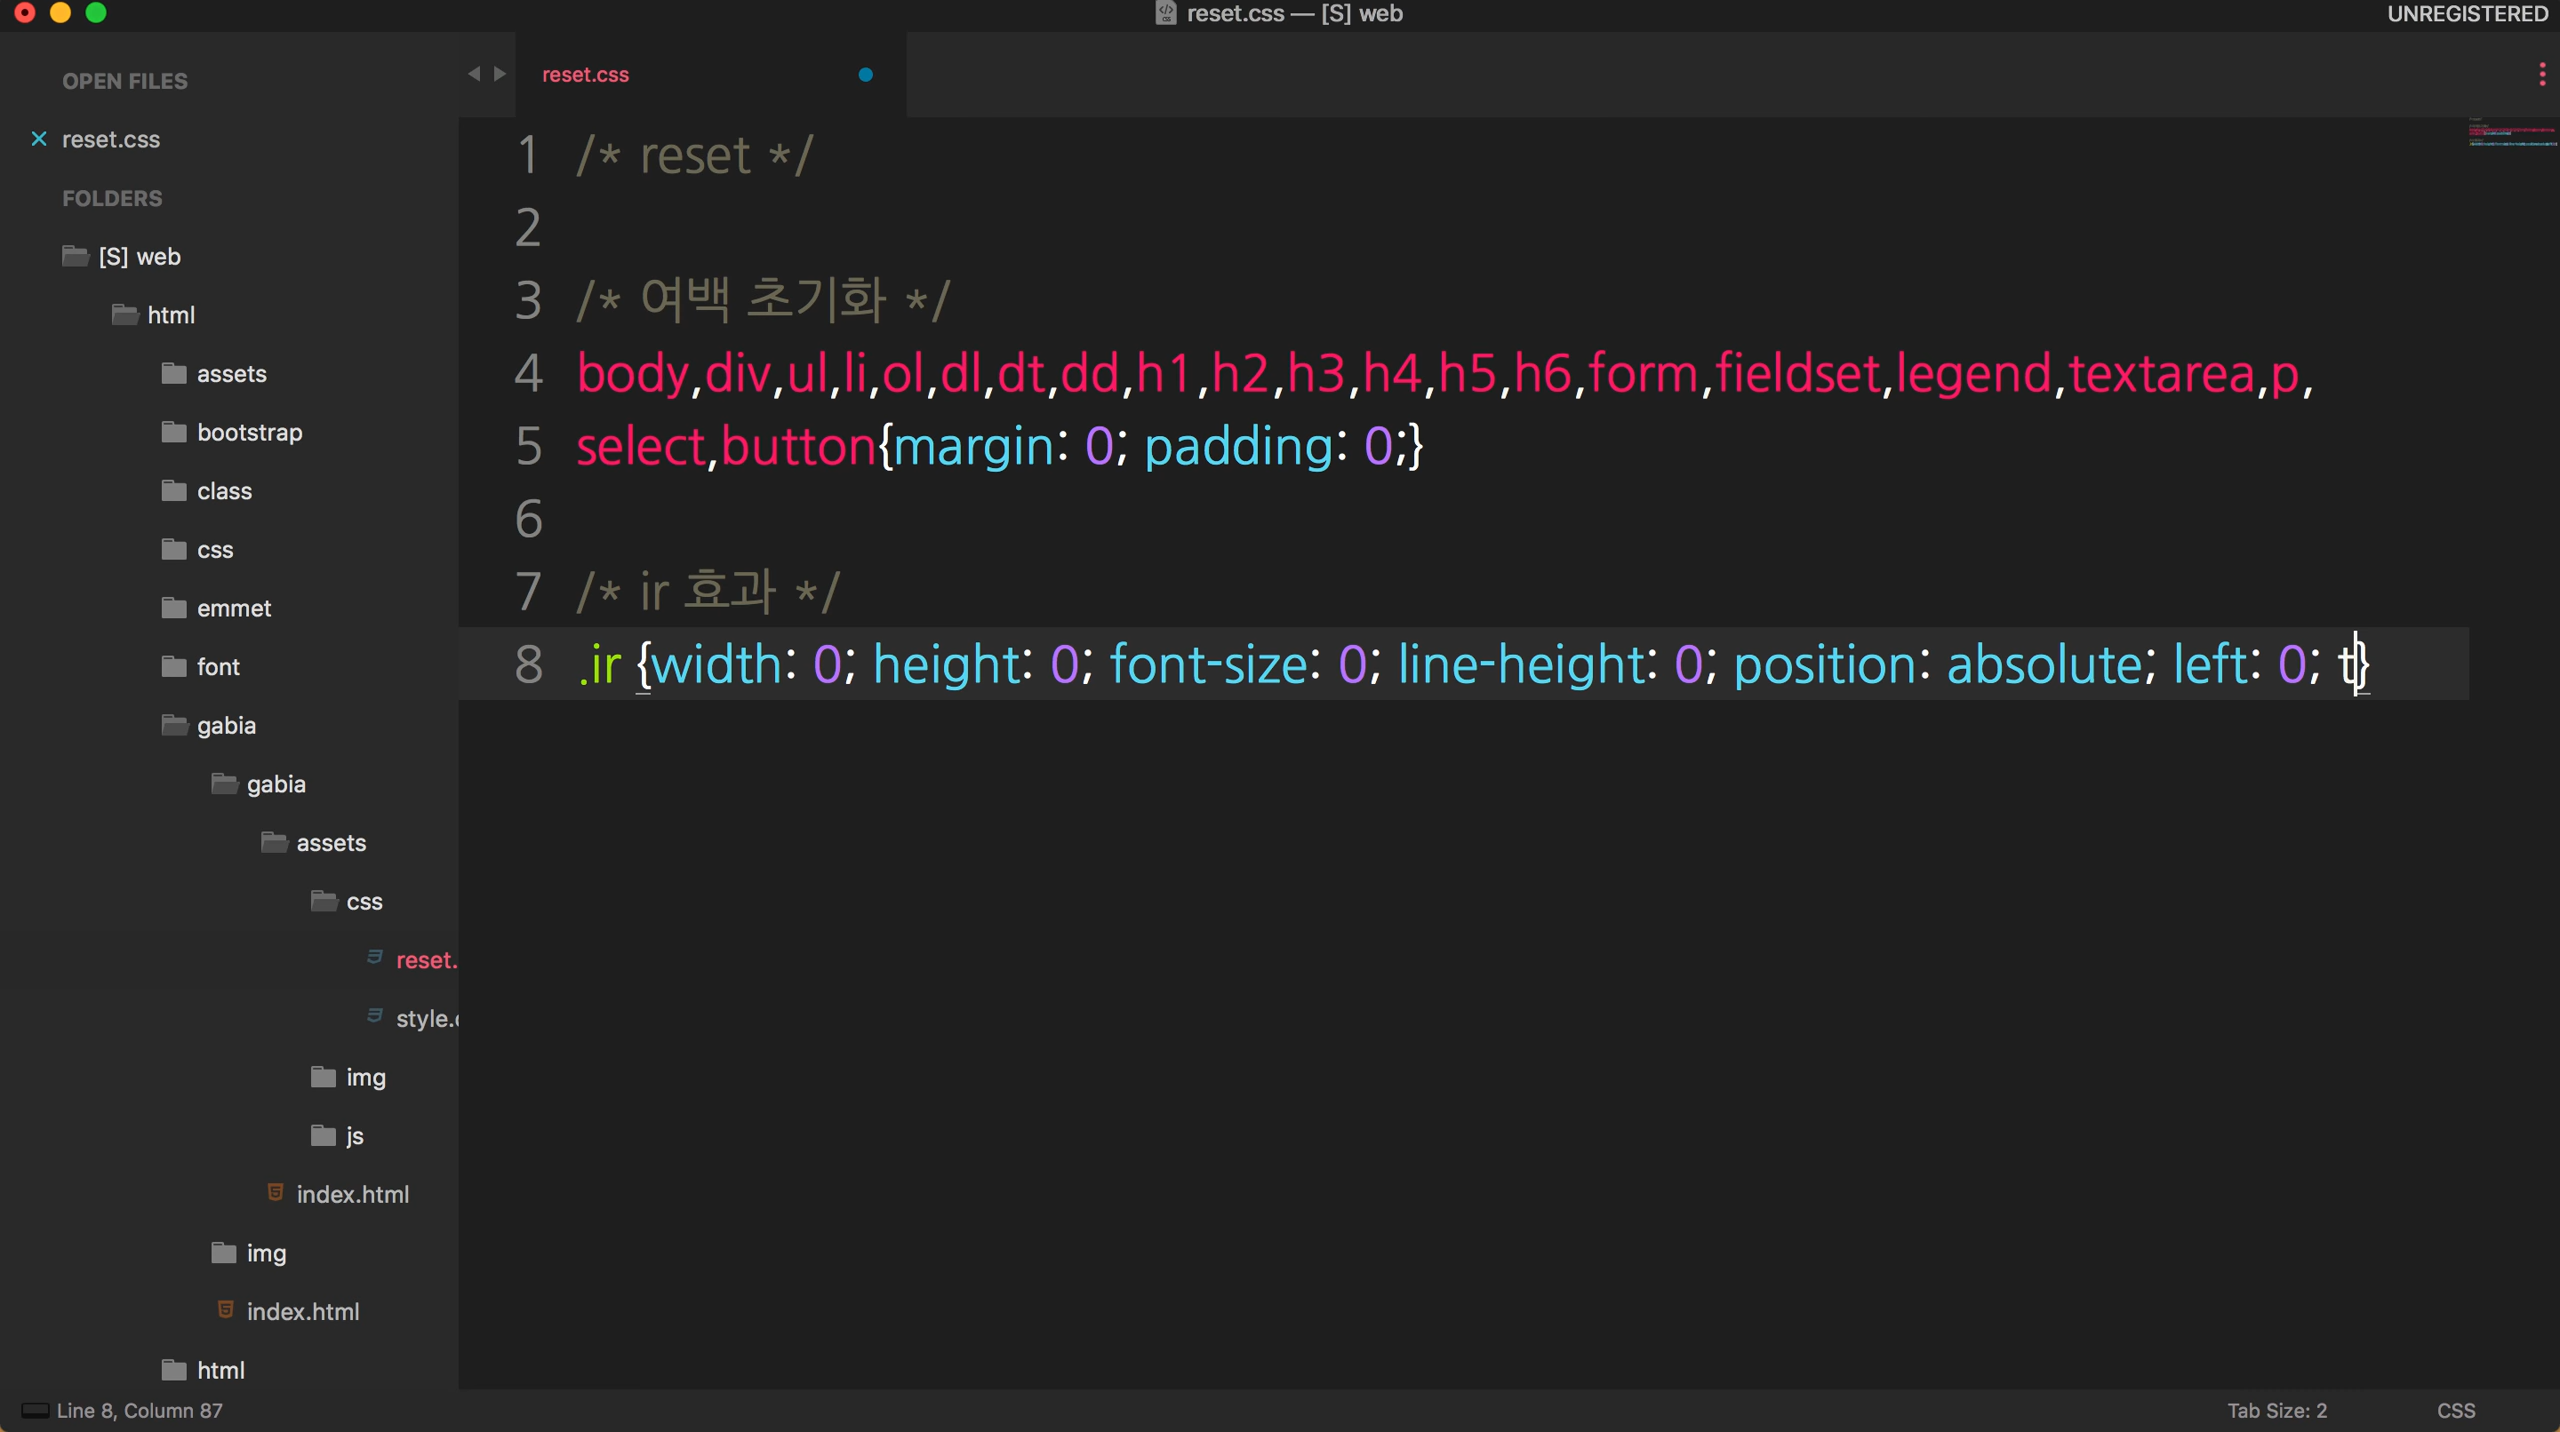 reset.css — [S] web
UNREGISTERED
OPEN FILES
reset.css
FOLDERS
[S] web
html
assets
bootstrap
class
css
emmet
font
gabia
gabia
assets
css
reset.
style.
img
js
index.html
img
index.html
html
reset.css
1 /* reset */
2
3 /* 여백 초기화 */
4 body,div,ul,li,ol,dl,dt,dd,h1,h2,h3,h4,h5,h6,form,fieldset,legend,textarea,p,
5 select,button{margin: 0; padding: 0;}
6
7 /* ir 효과 */
8 .ir {width: 0; height: 0; font-size: 0; line-height: 0; position: absolute; left: 0; t}
Line 8, Column 87
Tab Size: 2
CSS